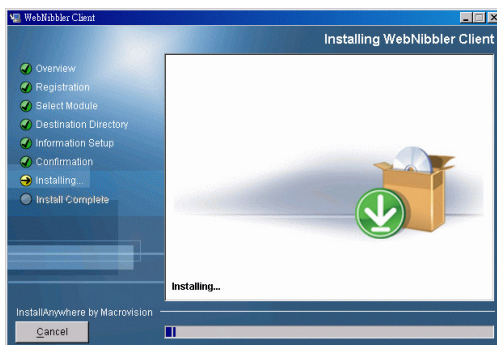 WebNibbler Client
Installing WebNibbler Client
Overview
Registration
Select Module
Destination Directory
Information Setup
Confirmation
Installing...
Install Complete
Installing...
InstallAnywhere by Macrovision
Cancel